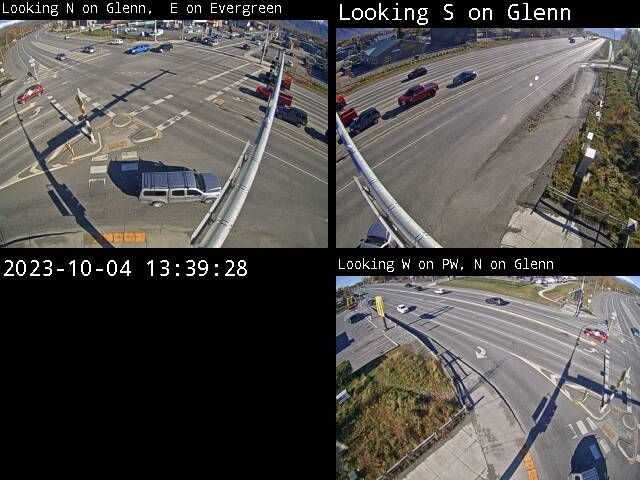 Looking N on Glenn, E on Evergreen
Looking S on Glenn
2023-10-04 13:39:28
Looking W on PW, N on Glenn